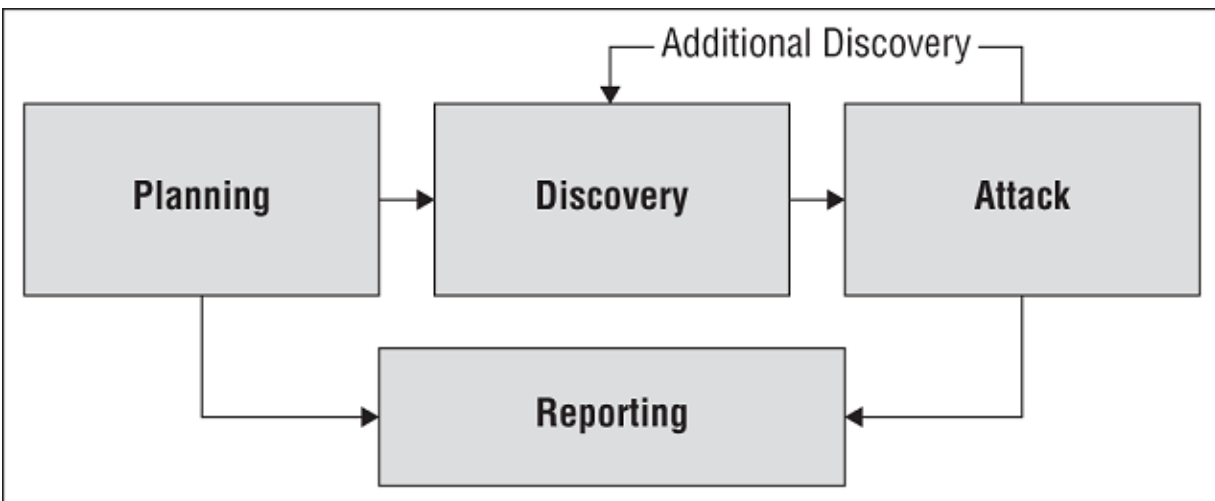 Additional Discovery
Planning
Discovery
Attack
Reporting